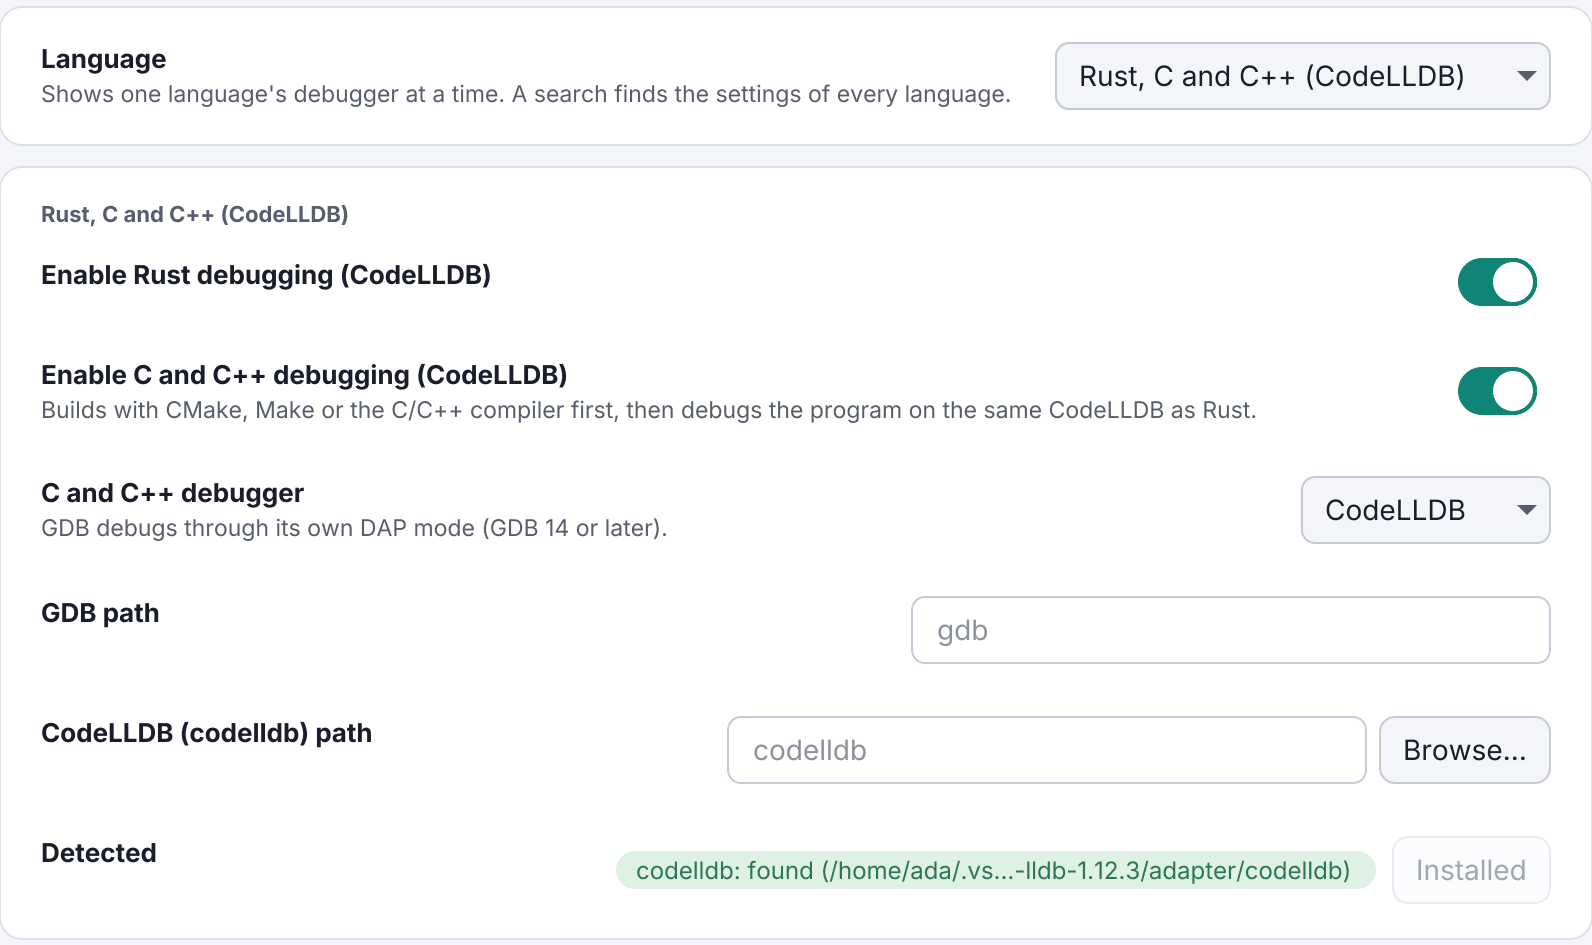 Language
Shows one language's debugger at a time. A search finds the settings of every language.
Rust, C and C++ (CodeLLDB)
Rust, C and C++ (CodeLLDB)
Enable Rust debugging (CodeLLDB)
Enable C and C++ debugging (CodeLLDB)
Builds with CMake, Make or the C/C++ compiler first, then debugs the program on the same CodeLLDB as Rust.
C and C++ debugger
GDB debugs through its own DAP mode (GDB 14 or later).
CodeLLDB
GDB path
gdb
CodeLLDB (codelldb) path
codelldb
Browse...
Detected
codelldb: found (/home/ada/.vs...-lldb-1.12.3/adapter/codelldb)
Installed